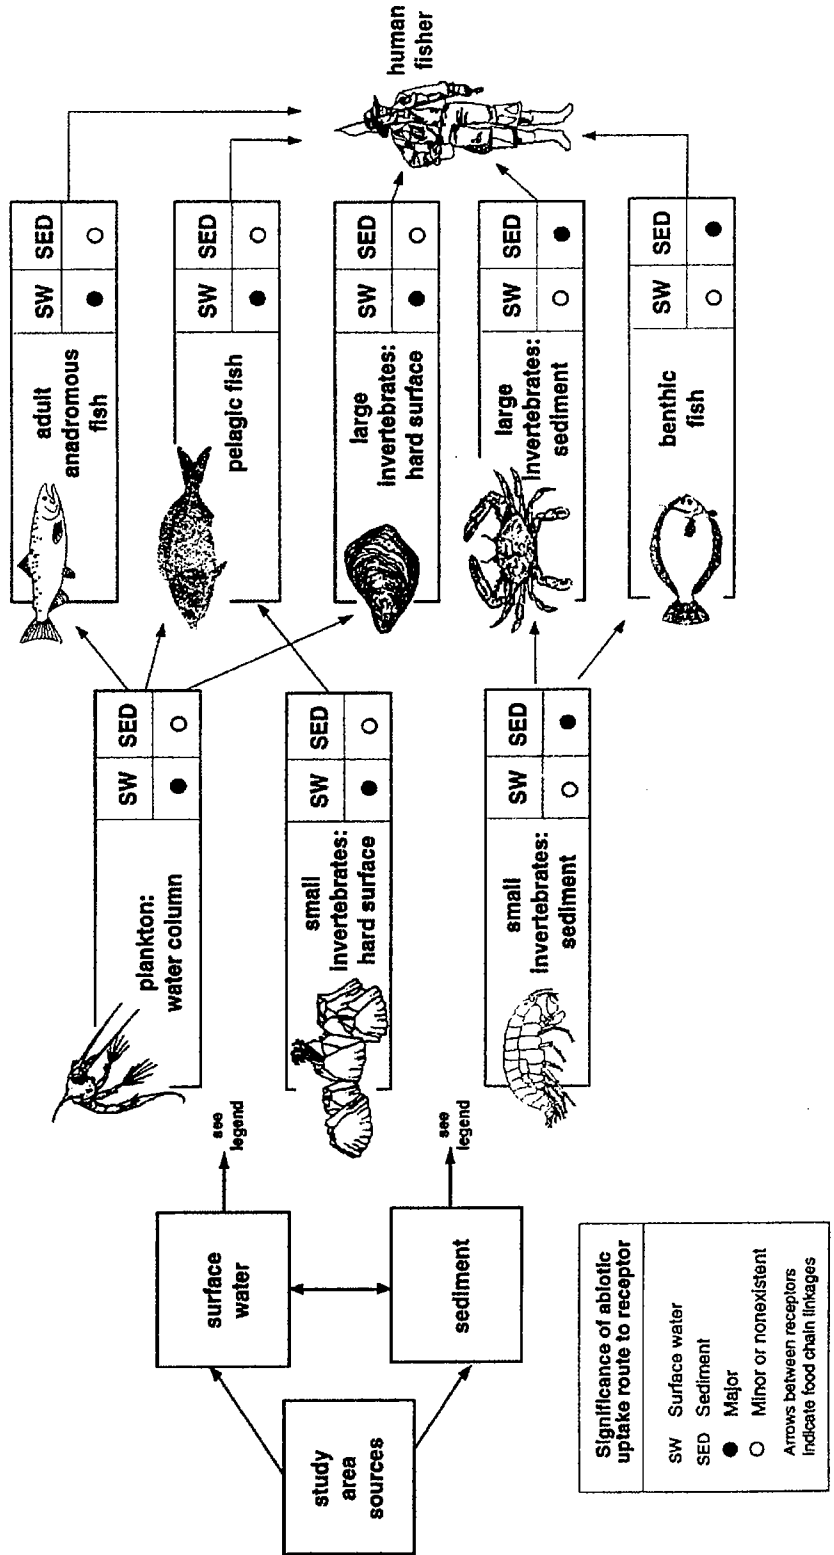 study
area
sources
surface
water
sediment
see
legend
see
legend
plankton:
water column
SW SED
small
invertebrates:
hard surface
SW SED
small
invertebrates:
sediment
SW SED
adult
anadromous
fish
SW SED
pelagic fish
SW SED
large
invertebrates:
hard surface
SW SED
large
invertebrates:
sediment
SW SED
benthic
fish
SW SED
human
fisher
Significance of abiotic
uptake route to receptor
SW Surface water
SED Sediment
● Major
○ Minor or nonexistent
Arrows between receptors
indicate food chain linkages